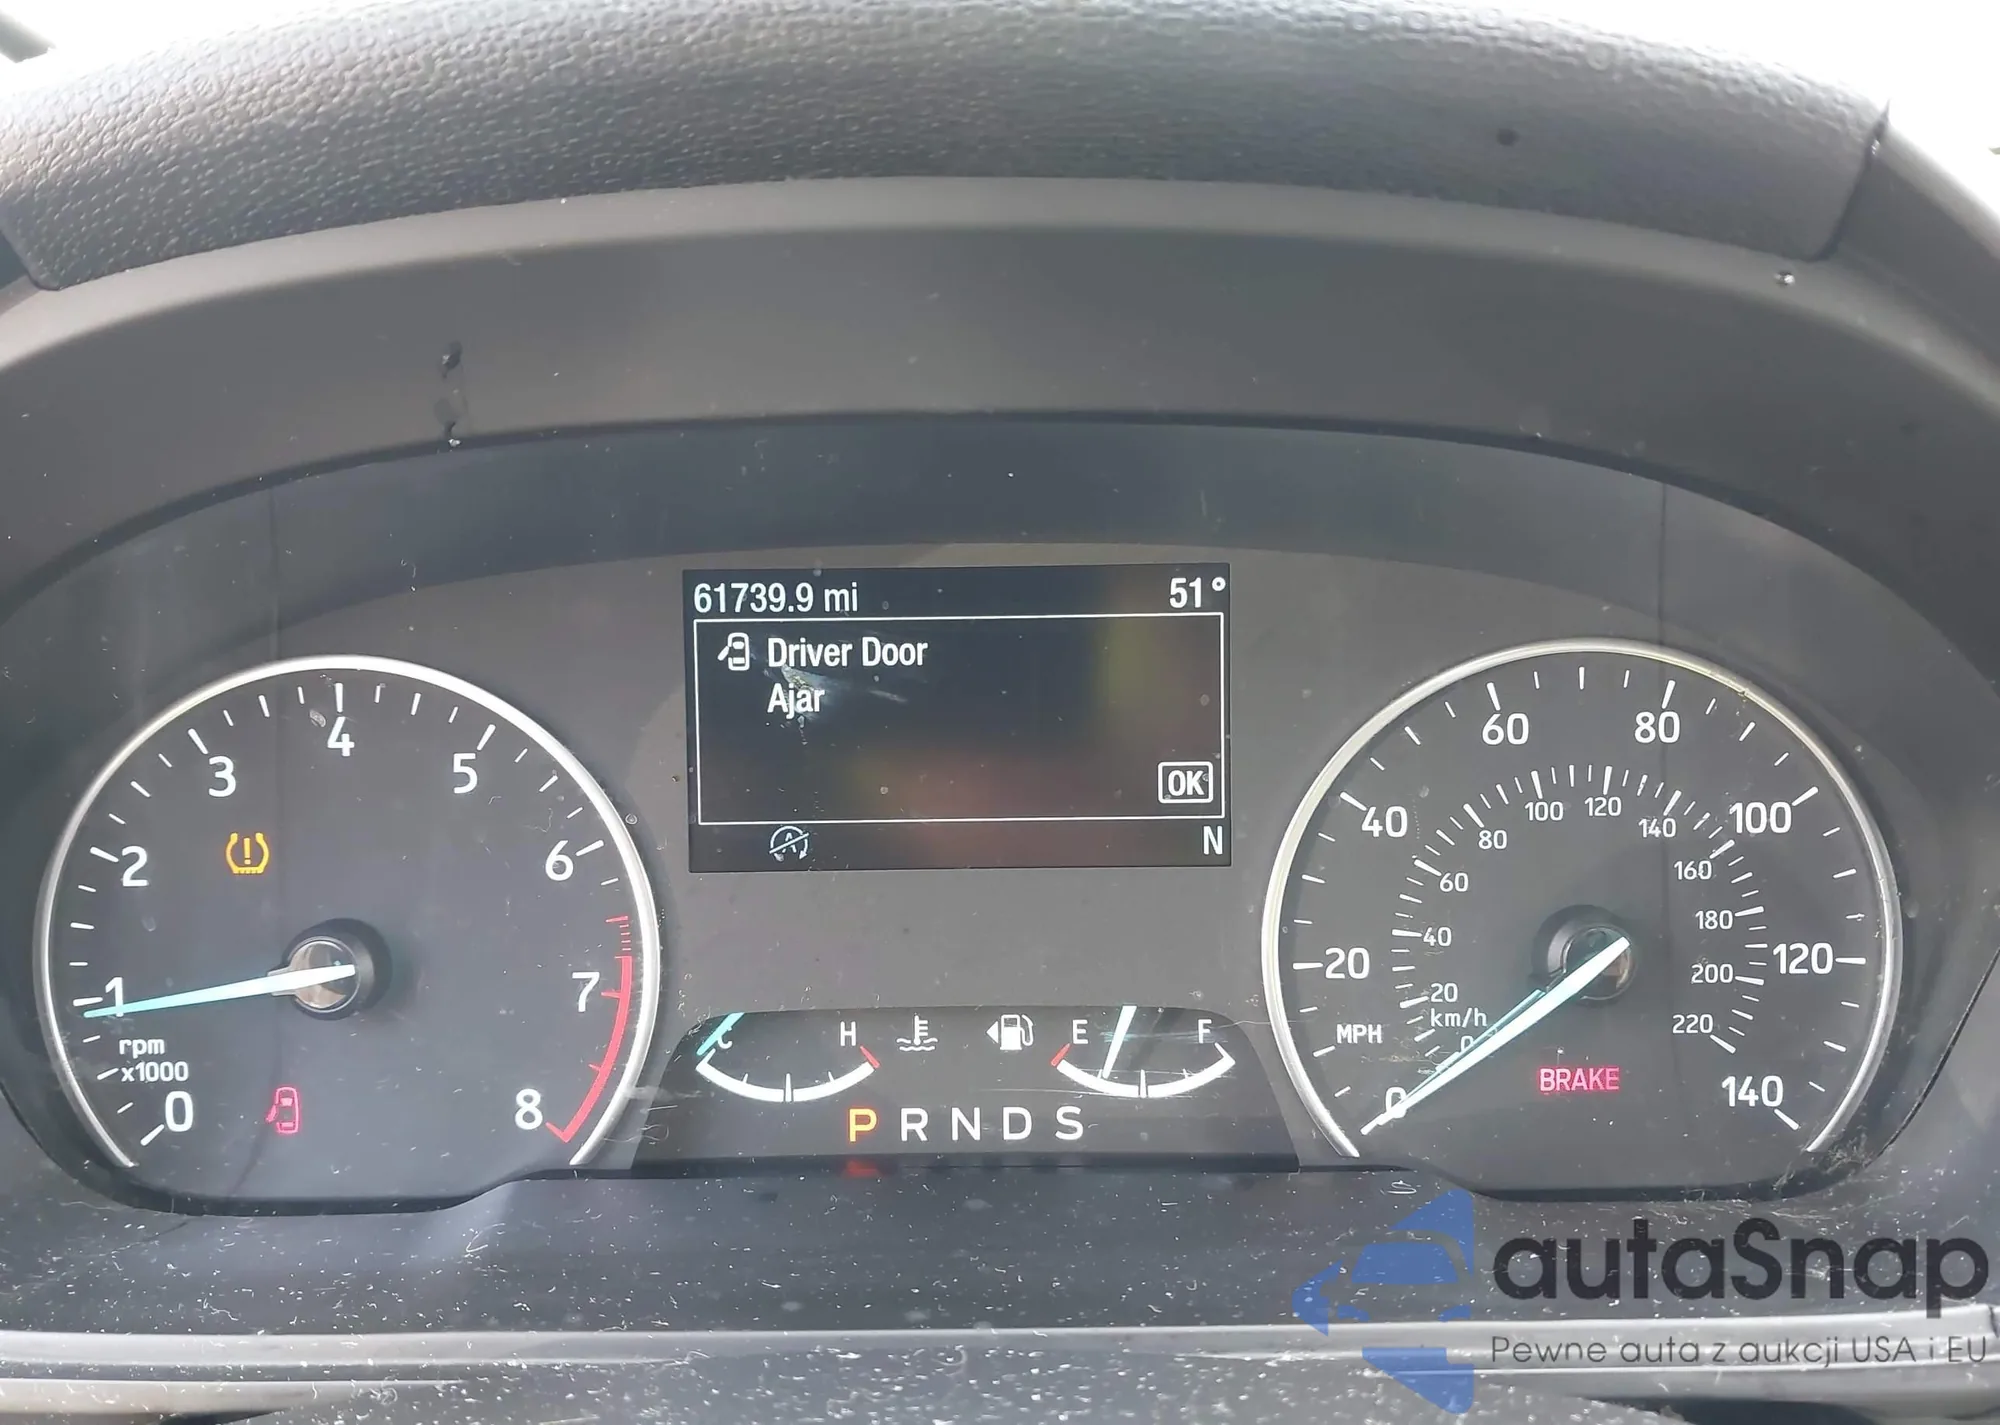 61739.9 mi 51°
Driver Door
Ajar
OK
N
0 1 2 3 4 5 6 7 8
rpm
x1000
C H E F
P R N D S
0 20 40 60 80 100 120 140
MPH
0 20 40 60 80 100 120 140 160 180 200 220
km/h
BRAKE
autaSnap
Pewne auta z aukcji USA i EU